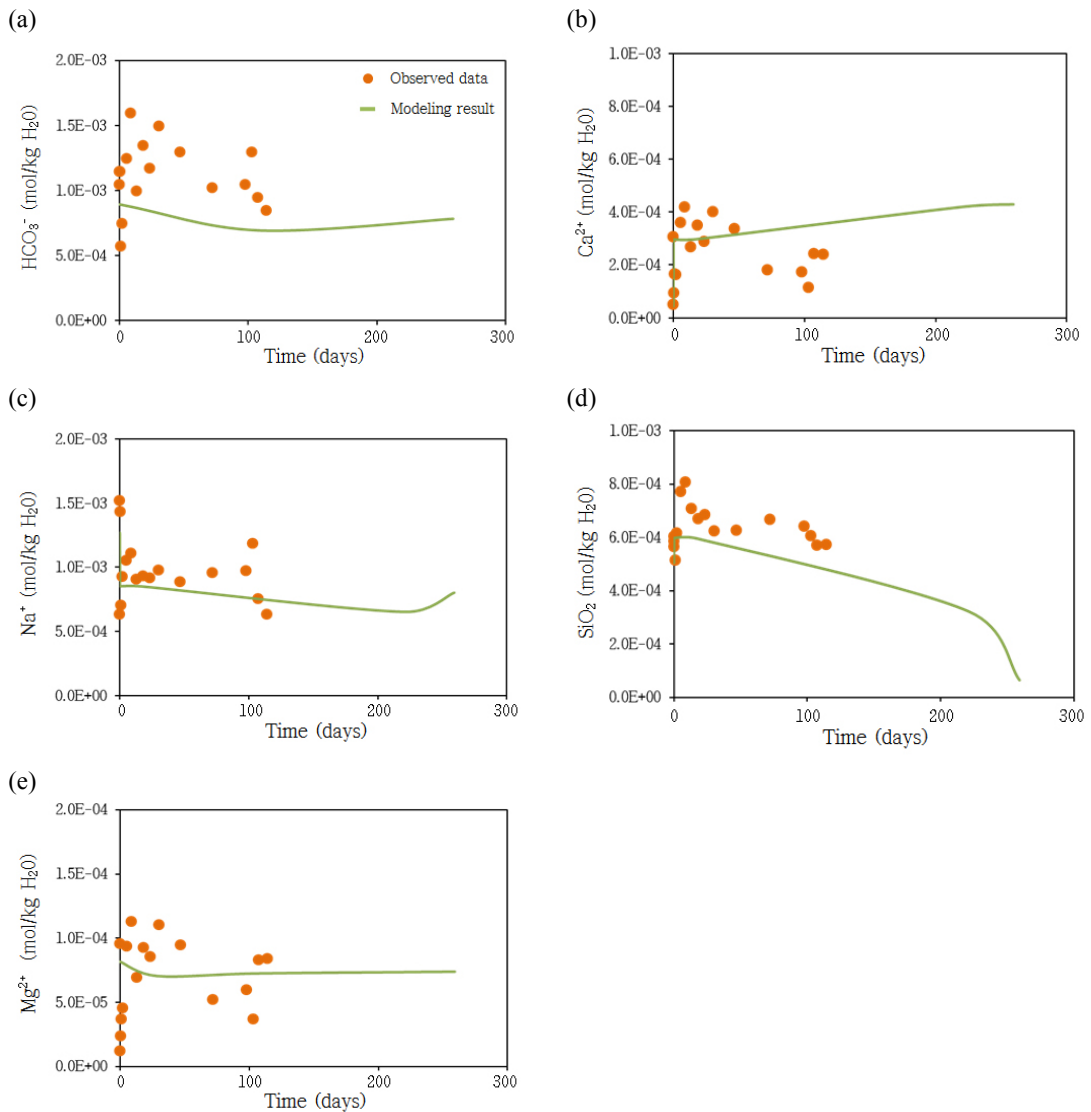 (a)
2.0E-03
1.5E-03
1.0E-03
5.0E-04
0.0E+00
HCO₃⁻ (mol/kg H₂O)
Observed data
Modeling result
0 100 200 300
Time (days)
(b)
1.0E-03
8.0E-04
6.0E-04
4.0E-04
2.0E-04
0.0E+00
Ca²⁺ (mol/kg H₂O)
0 100 200 300
Time (days)
(c)
2.0E-03
1.5E-03
1.0E-03
5.0E-04
0.0E+00
Na⁺ (mol/kg H₂O)
0 100 200 300
Time (days)
(d)
1.0E-03
8.0E-04
6.0E-04
4.0E-04
2.0E-04
0.0E+00
SiO₂ (mol/kg H₂O)
0 100 200 300
Time (days)
(e)
2.0E-04
1.5E-04
1.0E-04
5.0E-05
0.0E+00
Mg²⁺ (mol/kg H₂O)
0 100 200 300
Time (days)